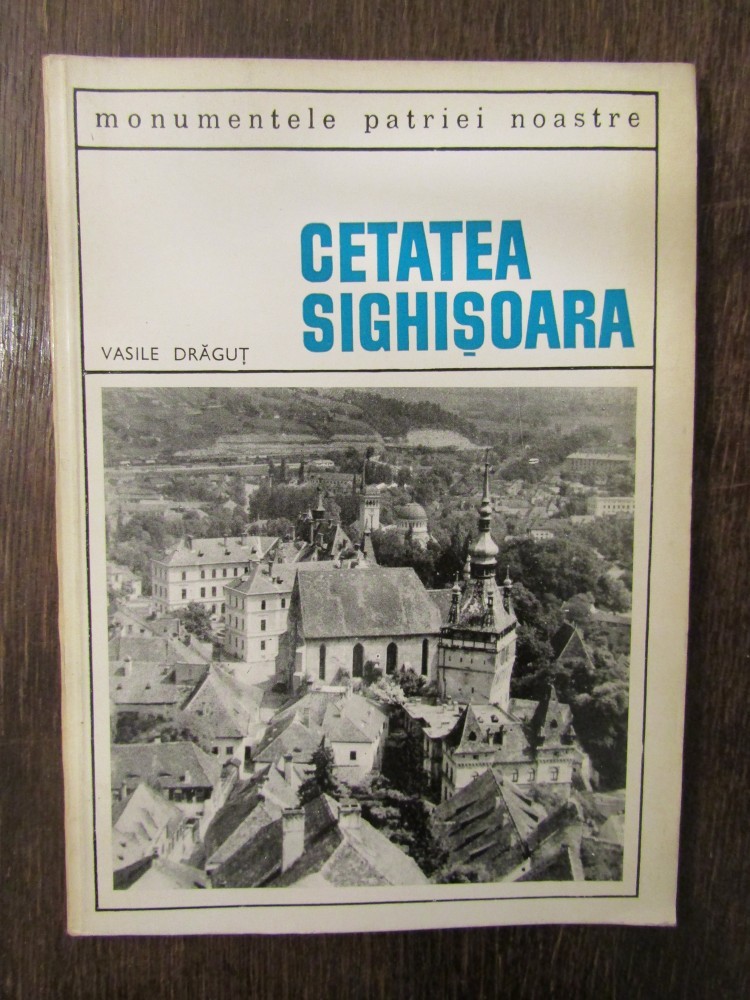 monumentele patriei noastre
CETATEA
SIGHIȘOARA
VASILE DRĂGUȚ